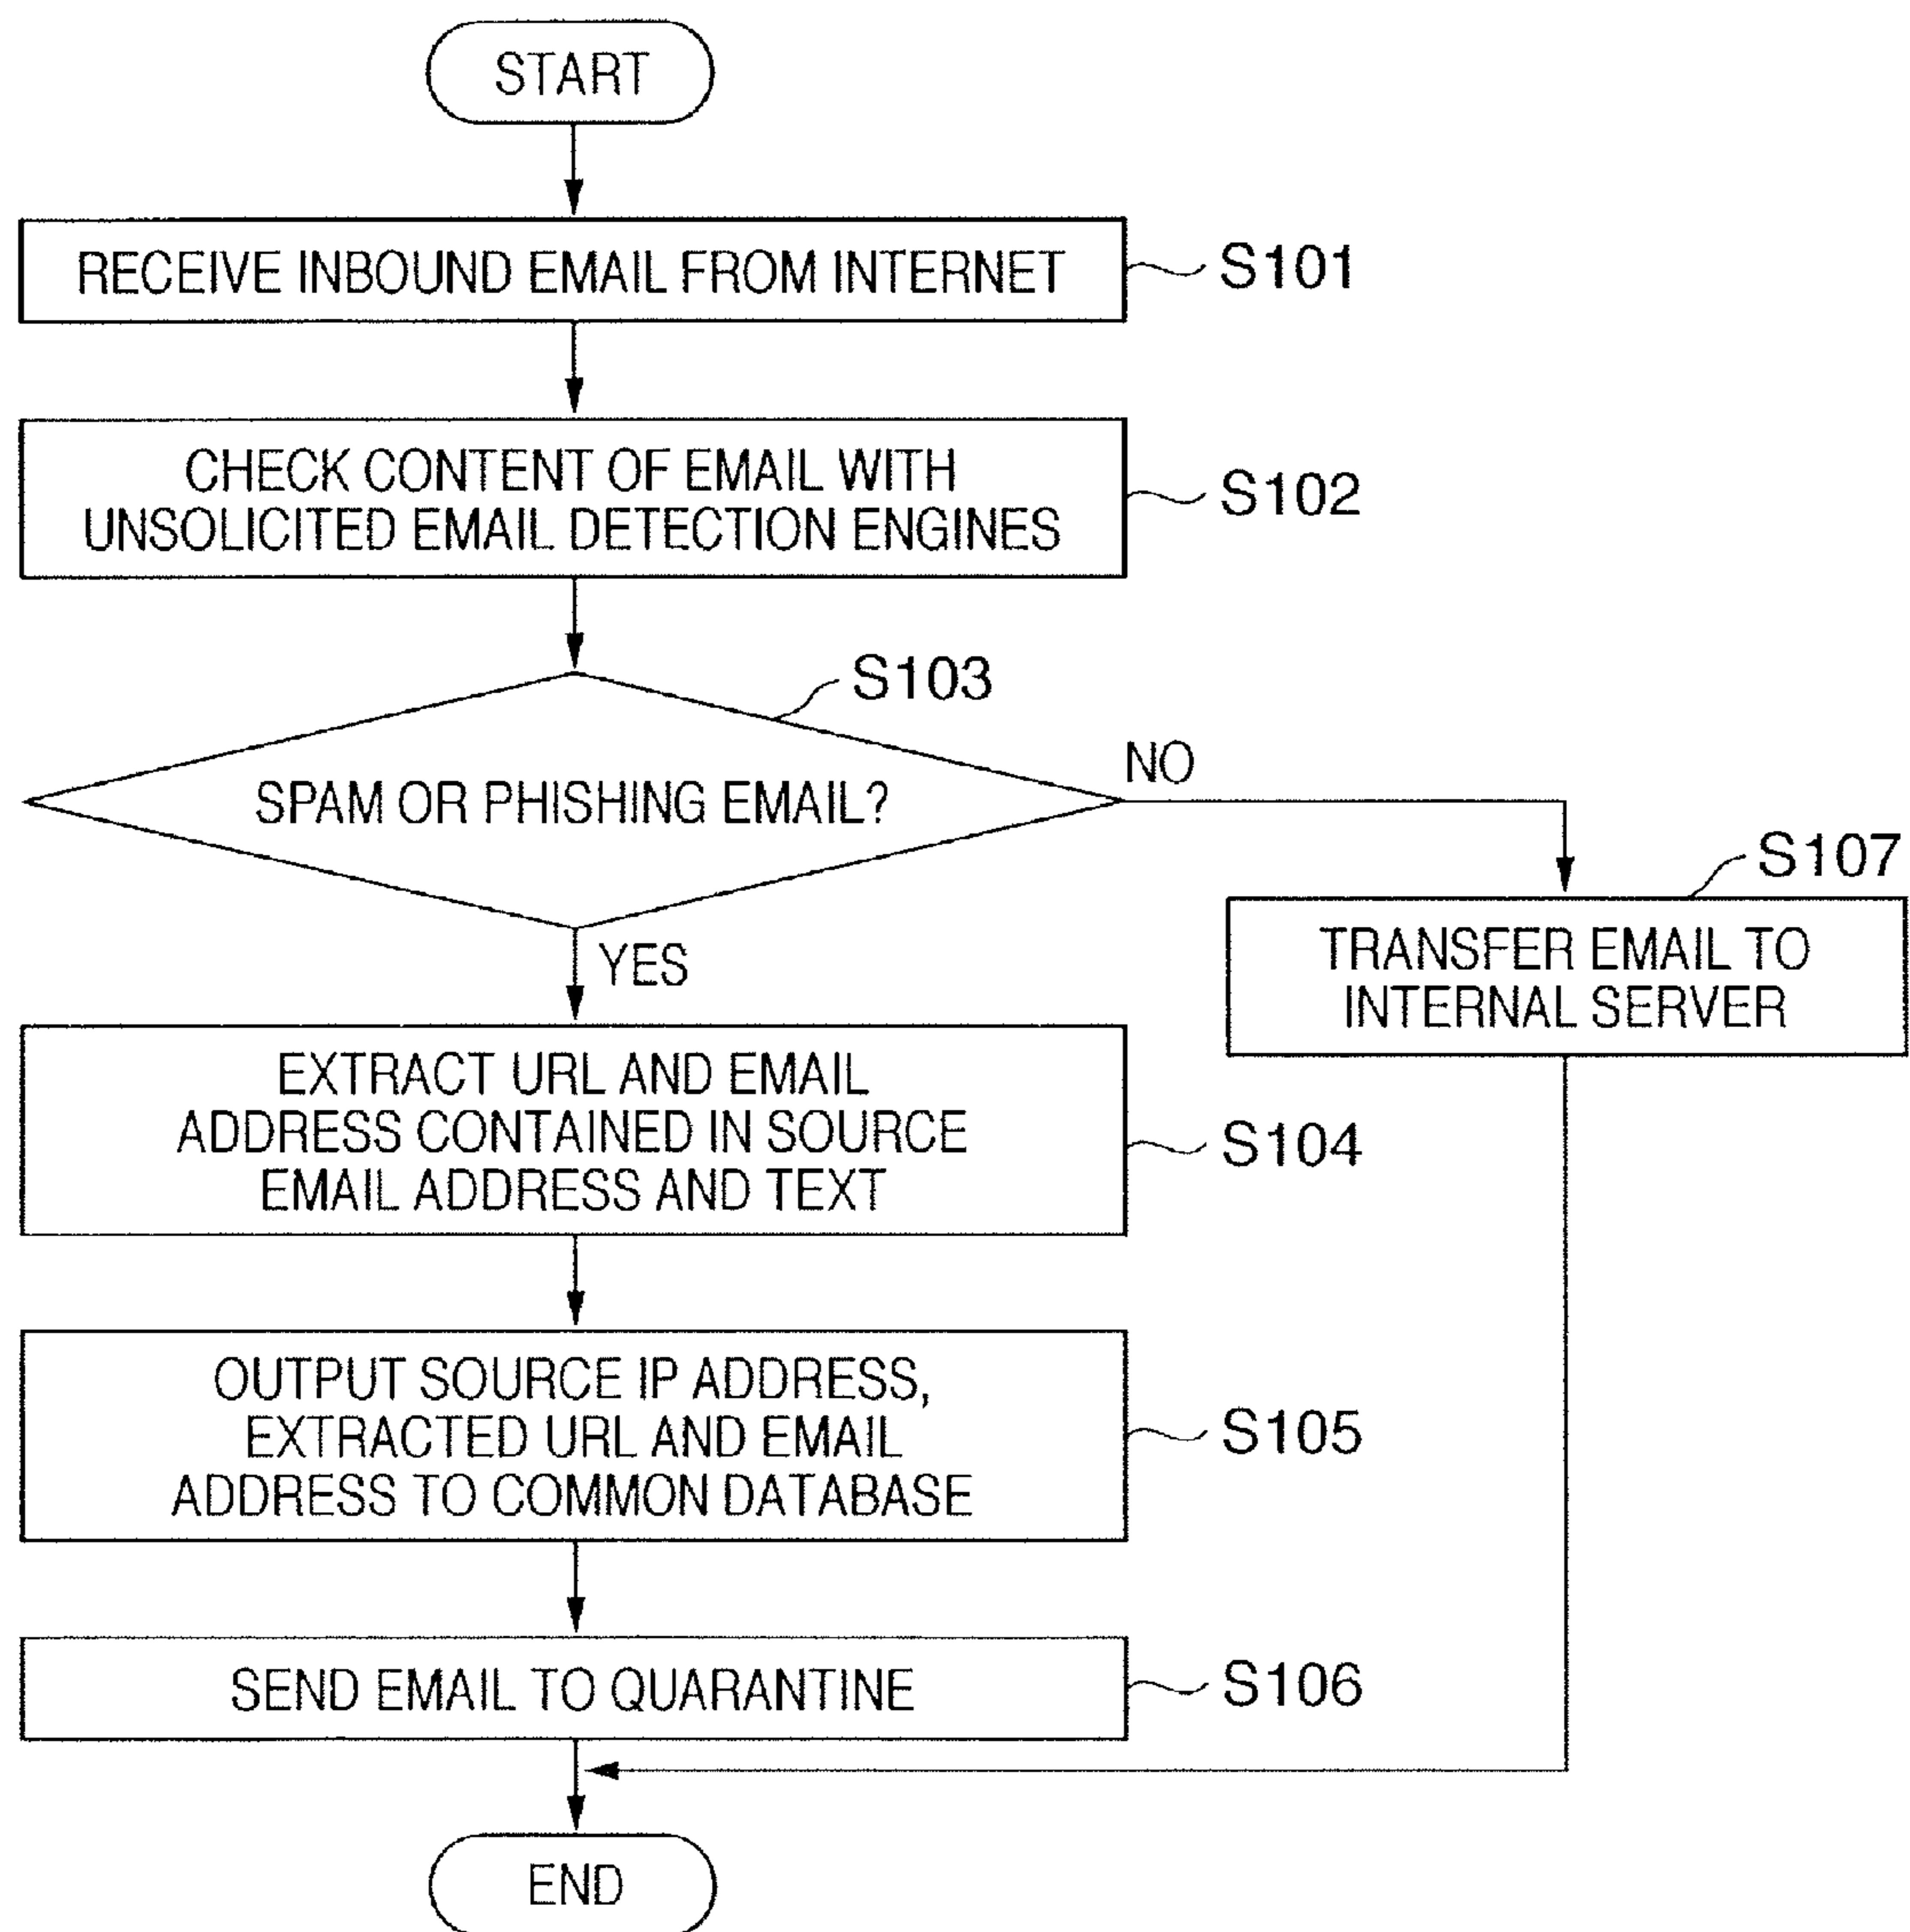 START
RECEIVE INBOUND EMAIL FROM INTERNET
S101
CHECK CONTENT OF EMAIL WITH
UNSOLICITED EMAIL DETECTION ENGINES
S102
S103
SPAM OR PHISHING EMAIL?
NO
YES
S107
TRANSFER EMAIL TO
INTERNAL SERVER
EXTRACT URL AND EMAIL
ADDRESS CONTAINED IN SOURCE
EMAIL ADDRESS AND TEXT
S104
OUTPUT SOURCE IP ADDRESS,
EXTRACTED URL AND EMAIL
ADDRESS TO COMMON DATABASE
S105
SEND EMAIL TO QUARANTINE
S106
END